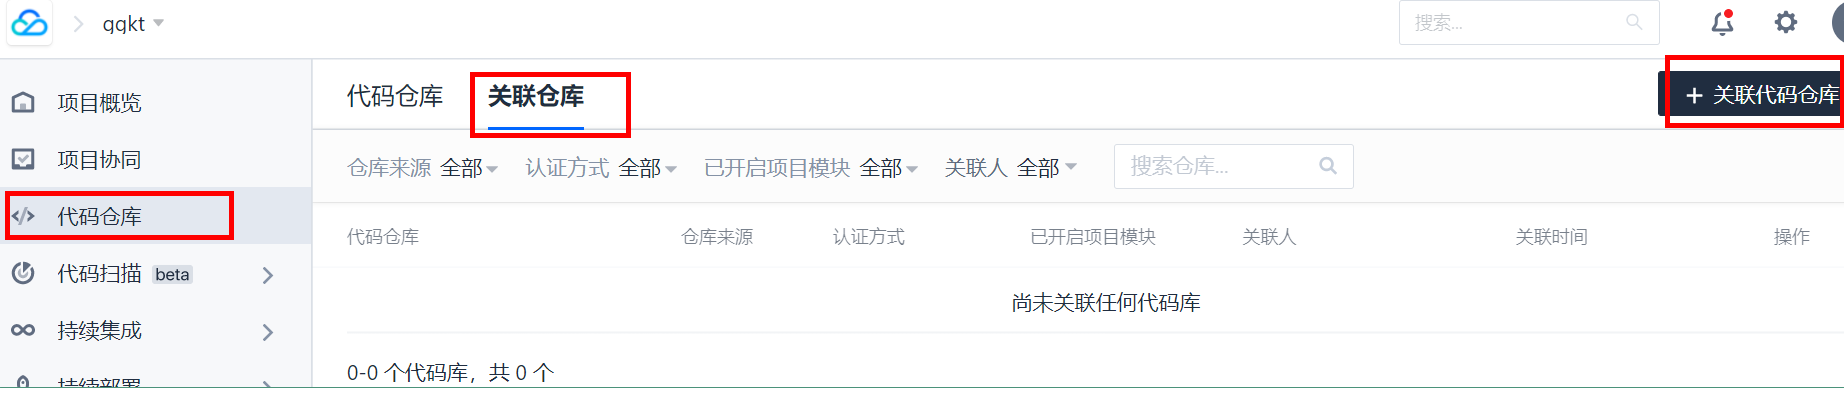 qqkt
搜索...
项目概览
项目协同
代码仓库
代码扫描 beta
持续集成
持续部署
代码仓库 关联仓库
+ 关联代码仓库
仓库来源 全部 认证方式 全部 已开启项目模块 全部 关联人 全部 搜索仓库...
代码仓库 仓库来源 认证方式 已开启项目模块 关联人 关联时间 操作
尚未关联任何代码库
0-0 个代码库，共 0 个